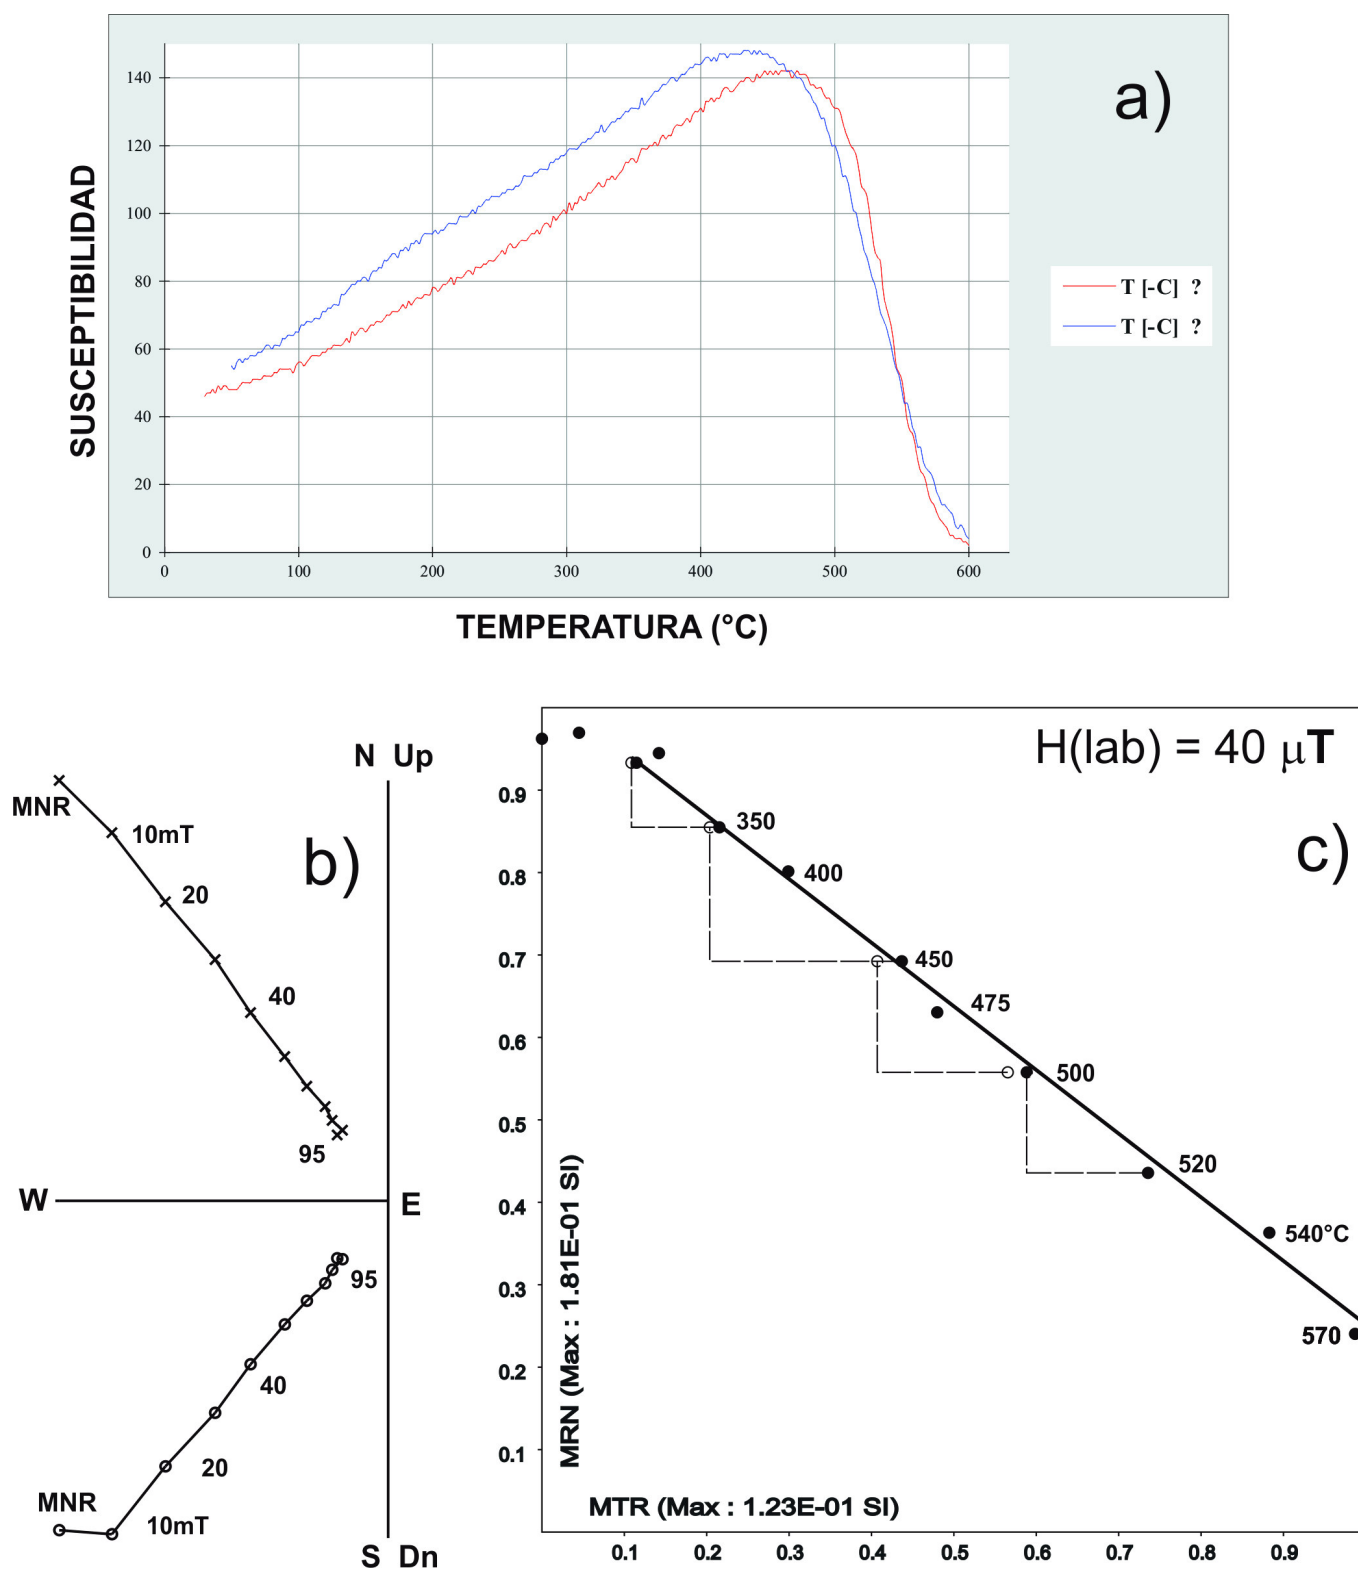 a)
SUSCEPTIBILIDAD
140
120
100
80
60
40
20
0
0 100 200 300 400 500 600
TEMPERATURA (°C)
T [-C] ?
T [-C] ?
b)
N Up
MNR
10mT
20
40
95
W E
95
40
20
MNR
10mT
S Dn
c)
H(lab) = 40 µT
0.9
0.8
0.7
0.6
0.5
0.4
0.3
0.2
0.1
350
400
450
475
500
520
540°C
570
MRN (Max : 1.81E-01 SI)
MTR (Max : 1.23E-01 SI)
0.1 0.2 0.3 0.4 0.5 0.6 0.7 0.8 0.9